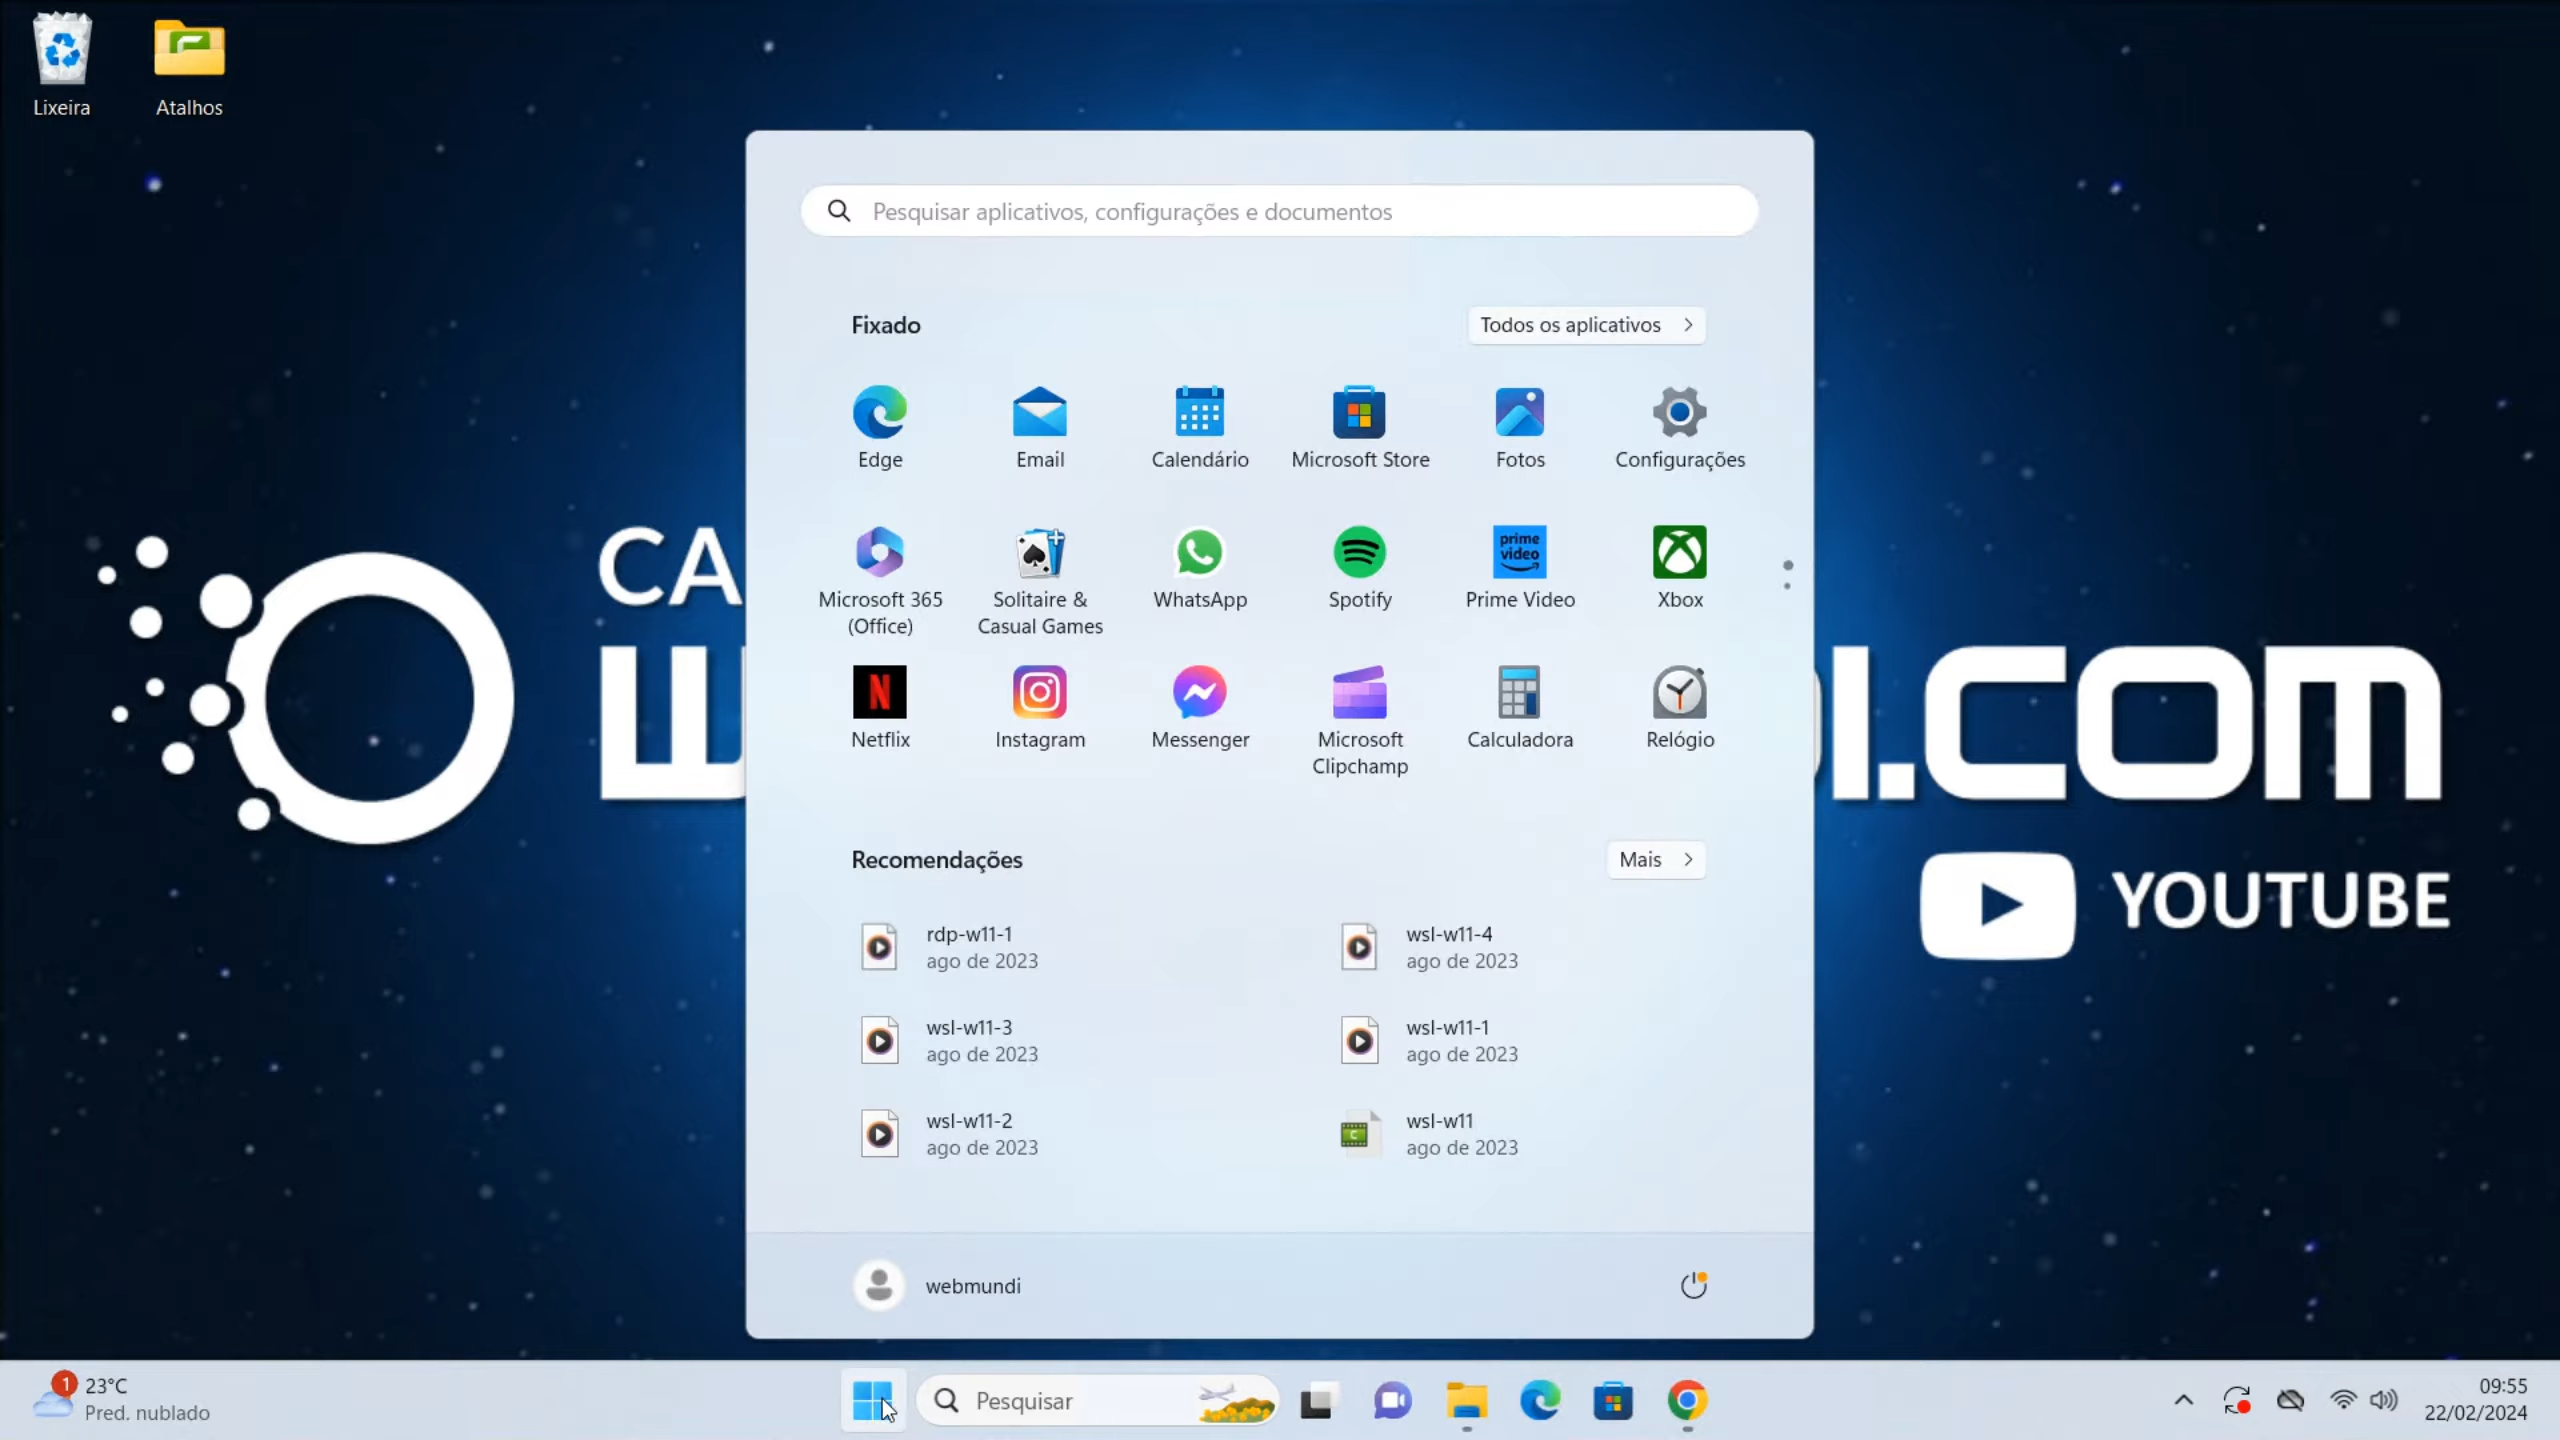 Lixeira
Atalhos
CA
W
I.COM
YOUTUBE
Pesquisar aplicativos, configurações e documentos
Fixado
Todos os aplicativos
Edge
Email
Calendário
Microsoft Store
Fotos
Configurações
Microsoft 365
(Office)
Solitaire &
Casual Games
WhatsApp
Spotify
prime
video
Prime Video
Xbox
N
Netflix
Instagram
Messenger
Microsoft
Clipchamp
Calculadora
Relógio
Recomendações
Mais
rdp-w11-1
ago de 2023
wsl-w11-4
ago de 2023
wsl-w11-3
ago de 2023
wsl-w11-1
ago de 2023
wsl-w11-2
ago de 2023
C
wsl-w11
ago de 2023
webmundi
1
23°C
Pred. nublado
Pesquisar
09:55
22/02/2024